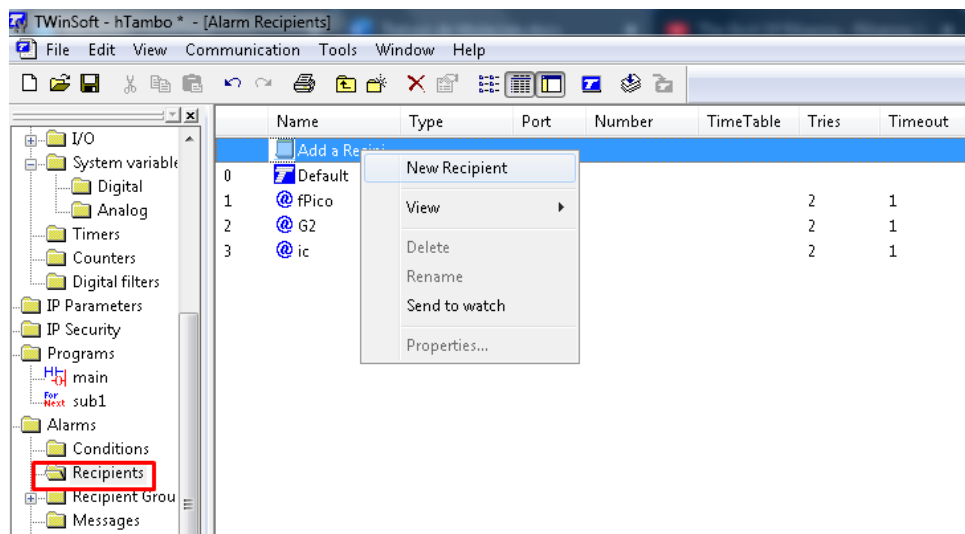 TWinSoft - hTambo * - [Alarm Recipients]
File Edit View Communication Tools Window Help
I/O
System variable
Digital
Analog
Timers
Counters
Digital filters
IP Parameters
IP Security
Programs
main
sub1
Alarms
Conditions
Recipients
Recipient Grou
Messages
Name Type Port Number TimeTable Tries Timeout
Add a Recipi
0 Default
1 @ fPico 2 1
2 @ G2 2 1
3 @ ic 2 1
New Recipient
View
Delete
Rename
Send to watch
Properties...